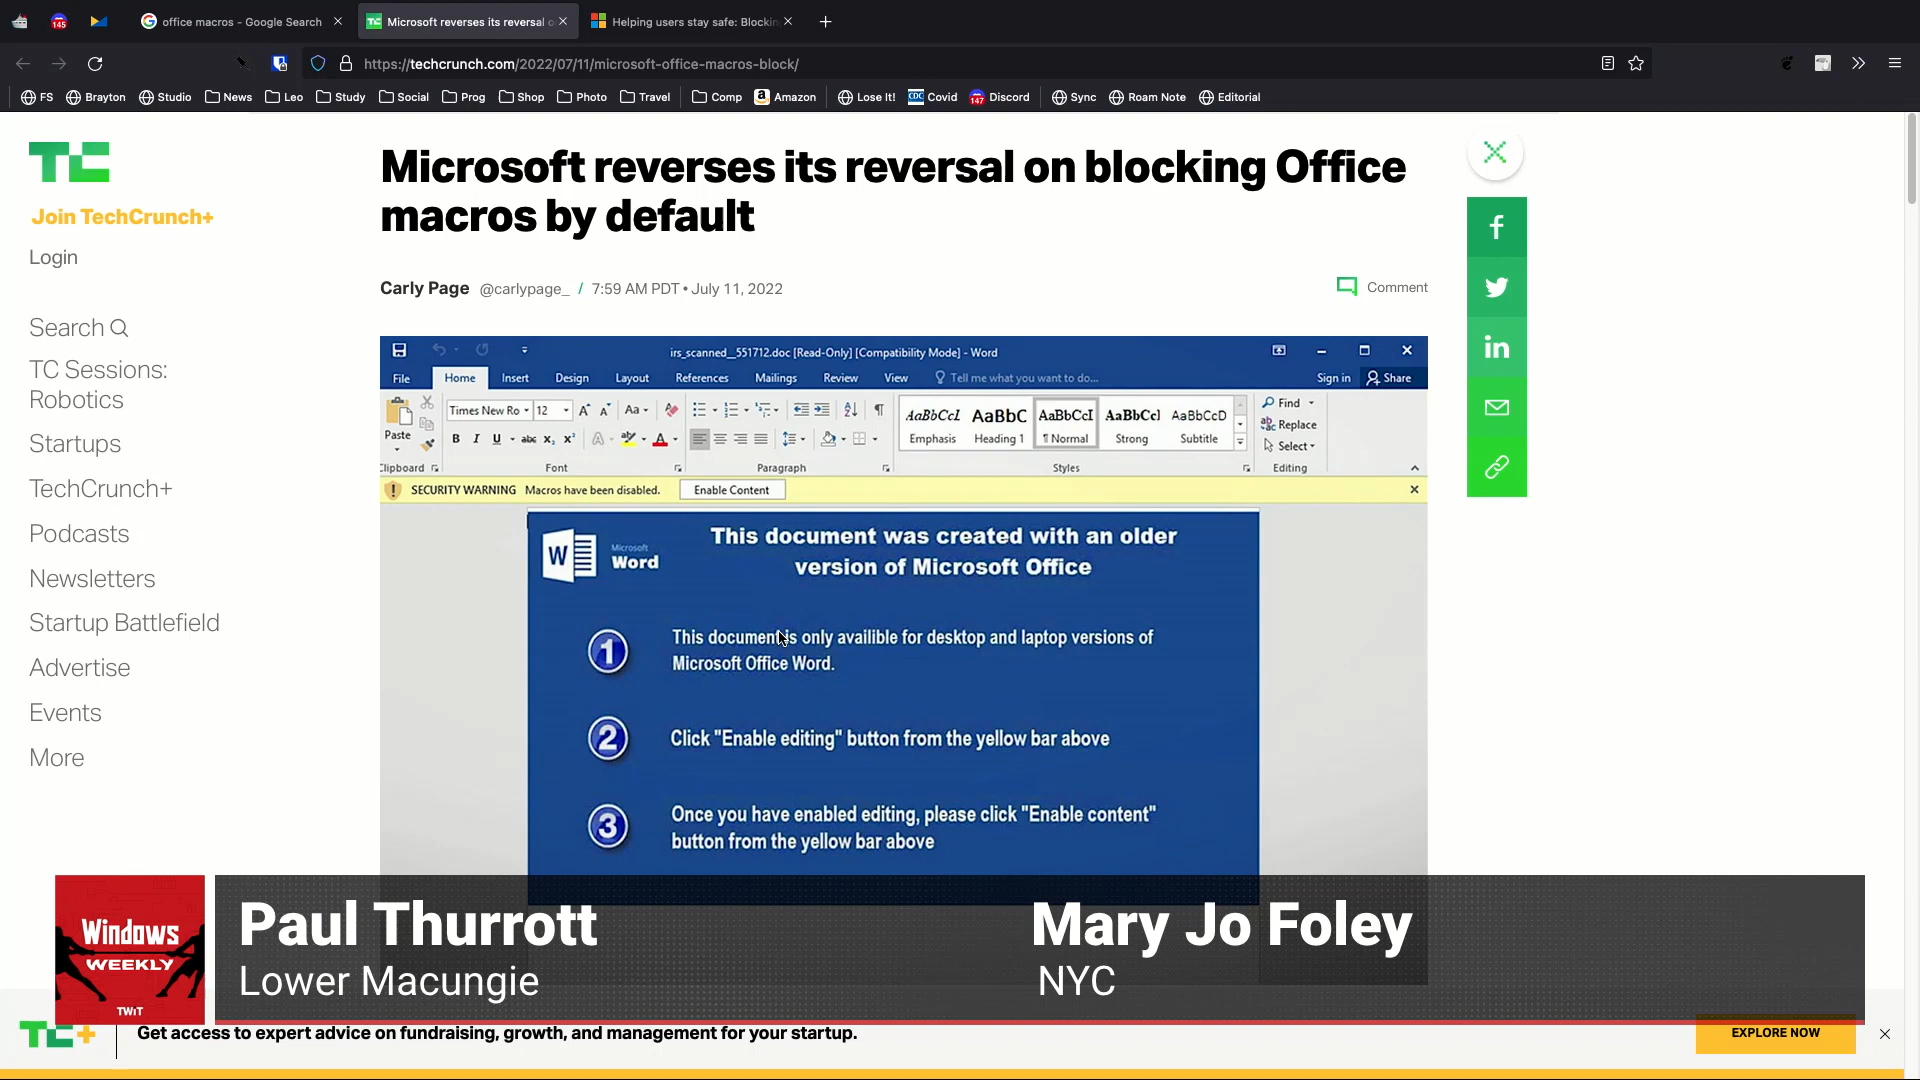 office macros - Google Search
Microsoft reverses its reversal o
Helping users stay safe: Blockin
https://techcrunch.com/2022/07/11/microsoft-office-macros-block/
FS Brayton Studio News Leo Study Social Prog Shop Photo Travel Comp Amazon Lose It! Covid Discord Sync Roam Note Editorial
TC
Join TechCrunch+
Login
Search
TC Sessions:
Robotics
Startups
TechCrunch+
Podcasts
Newsletters
Startup Battlefield
Advertise
Events
More
Microsoft reverses its reversal on blocking Office
macros by default
Carly Page @carlypage_ / 7:59 AM PDT • July 11, 2022
Comment
irs_scanned__551712.doc [Read-Only] [Compatibility Mode] - Word
File Home Insert Design Layout References Mailings Review View Tell me what you want to do... Sign in Share
Times New Ro 12 Aa
AaBbCcI AaBbC AaBbCcI AaBbCcI AaBbCcD
Find
Replace
Select
Paste
B I U abc x₂ x² A A
Emphasis Heading 1 ¶ Normal Strong Subtitle
Clipboard Font Paragraph Styles Editing
SECURITY WARNING Macros have been disabled. Enable Content
W
Microsoft
Word
This document was created with an older
version of Microsoft Office
1
This document is only availible for desktop and laptop versions of
Microsoft Office Word.
2
Click "Enable editing" button from the yellow bar above
3
Once you have enabled editing, please click "Enable content"
button from the yellow bar above
Windows
WEEKLY
TWiT
Paul Thurrott
Lower Macungie
Mary Jo Foley
NYC
TC+
Get access to expert advice on fundraising, growth, and management for your startup.
EXPLORE NOW